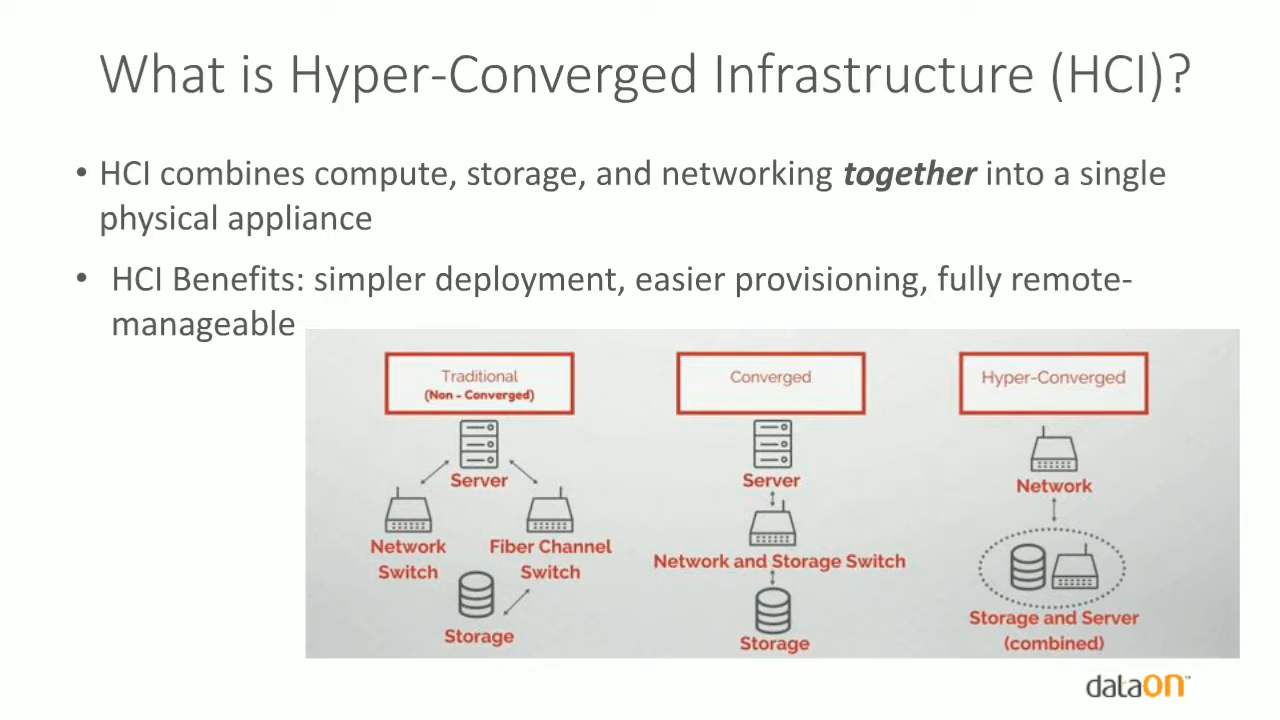 What is Hyper-Converged Infrastructure (HCI)?
• HCI combines compute, storage, and networking together into a single
physical appliance
• HCI Benefits: simpler deployment, easier provisioning, fully remote-
manageable
Traditional
(Non - Converged)
Server
Network
Switch
Fiber Channel
Switch
Storage
Converged
Server
Network and Storage Switch
Storage
Hyper-Converged
Network
Storage and Server
(combined)
dataON™